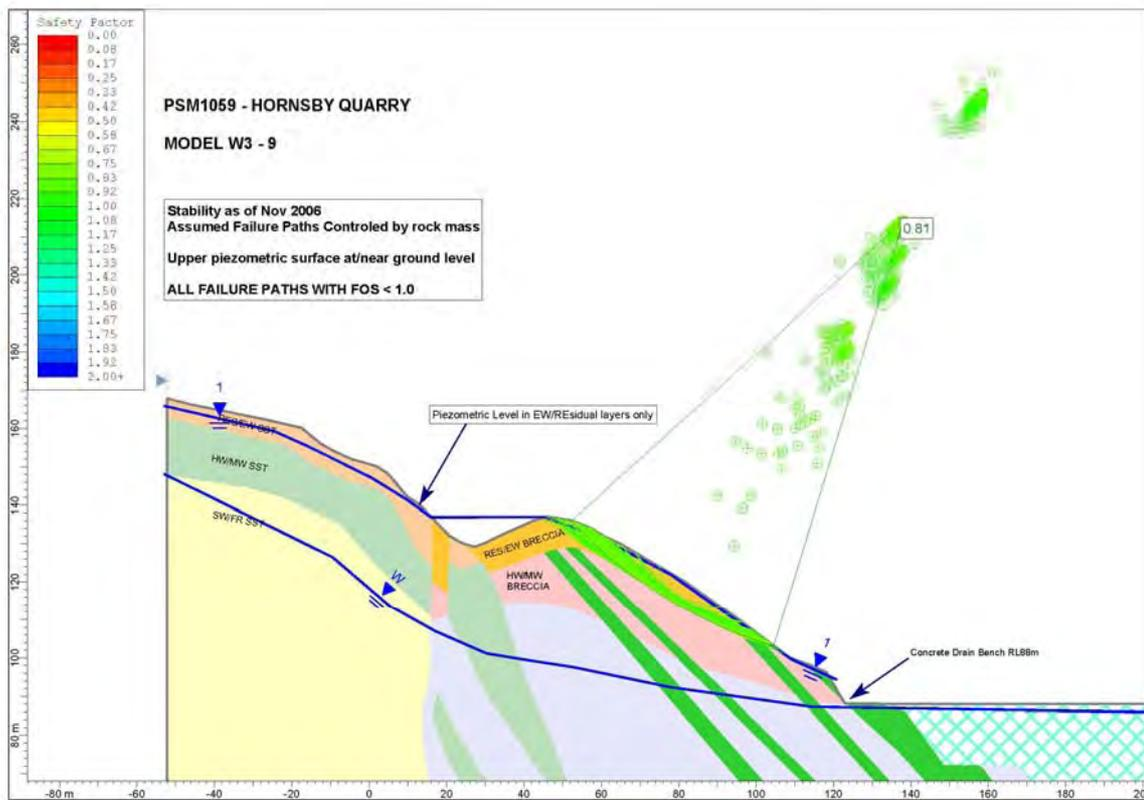 Safety Factor
0.00
0.08
0.17
0.25
0.33
0.42
0.50
0.58
0.67
0.75
0.83
0.92
1.00
1.08
1.17
1.25
1.33
1.42
1.50
1.58
1.67
1.75
1.83
1.92
2.00+
PSM1059 - HORNSBY QUARRY
MODEL W3 - 9
Stability as of Nov 2006
Assumed Failure Paths Controled by rock mass
Upper piezometric surface at/near ground level
ALL FAILURE PATHS WITH FOS < 1.0
0.81
1
Piezometric Level in EW/REsidual layers only
RES/EW SST
HW/MW SST
SW/FR SST
W
RES/EW BRECCIA
HW/MW
BRECCIA
1
Concrete Drain Bench RL88m
260
240
220
200
180
160
140
120
100
80 m
-80 m
-60
-40
-20
0
20
40
60
80
100
120
140
160
180